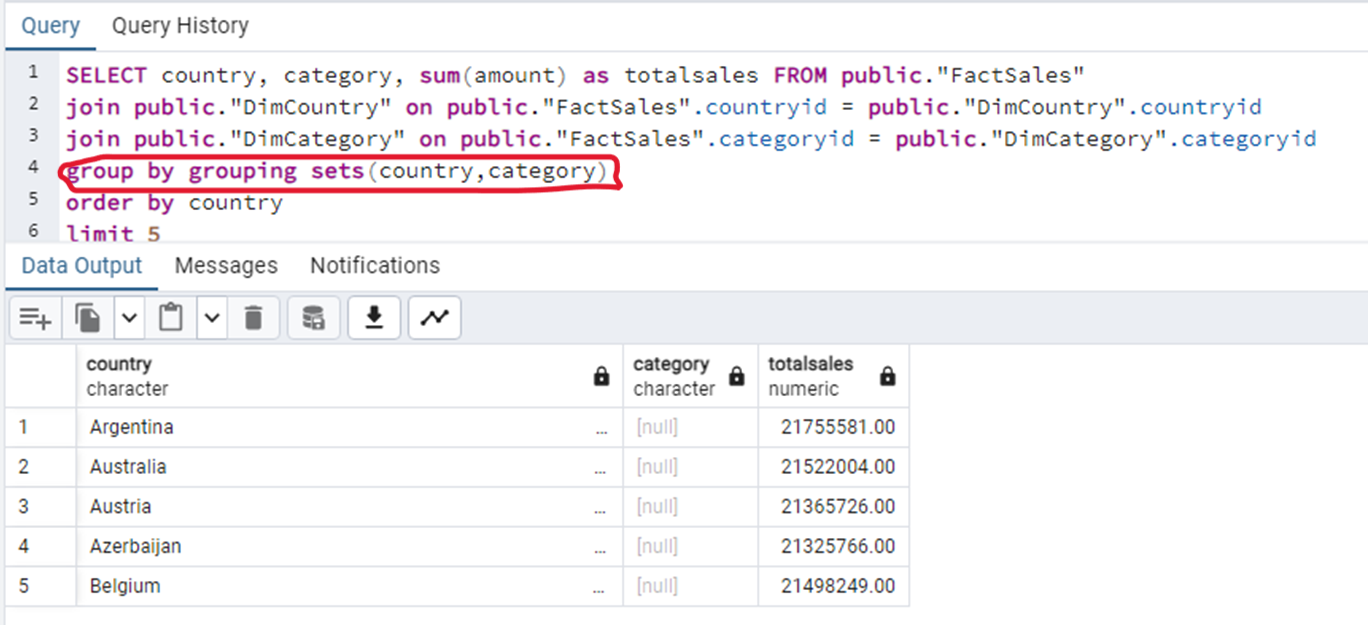 Query Query History
1 SELECT country, category, sum(amount) as totalsales FROM public."FactSales"
2 join public."DimCountry" on public."FactSales".countryid = public."DimCountry".countryid
3 join public."DimCategory" on public."FactSales".categoryid = public."DimCategory".categoryid
4 group by grouping sets(country,category)
5 order by country
6 limit 5
Data Output Messages Notifications
country category totalsales
character character numeric
1 Argentina ... [null] 21755581.00
2 Australia ... [null] 21522004.00
3 Austria ... [null] 21365726.00
4 Azerbaijan ... [null] 21325766.00
5 Belgium ... [null] 21498249.00